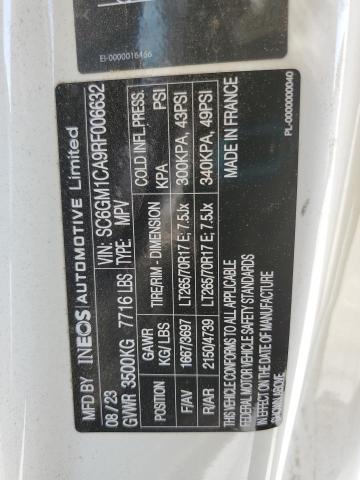 EI-0000016466
MFD BY INEOS AUTOMOTIVE Limited
08 / 23 VIN: SC6GM1CA9RF006632
GVWR 3500KG 7716 LBS TYPE: MPV
POSITION GAWR KG/LBS TIRE/RIM - DIMENSION COLD INFL.PRESS. KPA PSI
F/AV 1667/3697 LT265/70R17 E; 7.5Jx 300KPA, 43PSI
R/AR 2150/4739 LT265/70R17 E; 7.5Jx 340KPA, 49PSI
THIS VEHICLE CONFORMS TO ALL APPLICABLE
FEDERAL MOTOR VEHICLE SAFETY STANDARDS
IN EFFECT ON THE DATE OF MANUFACTURE
SHOWN ABOVE.
MADE IN FRANCE
PL-0000000040